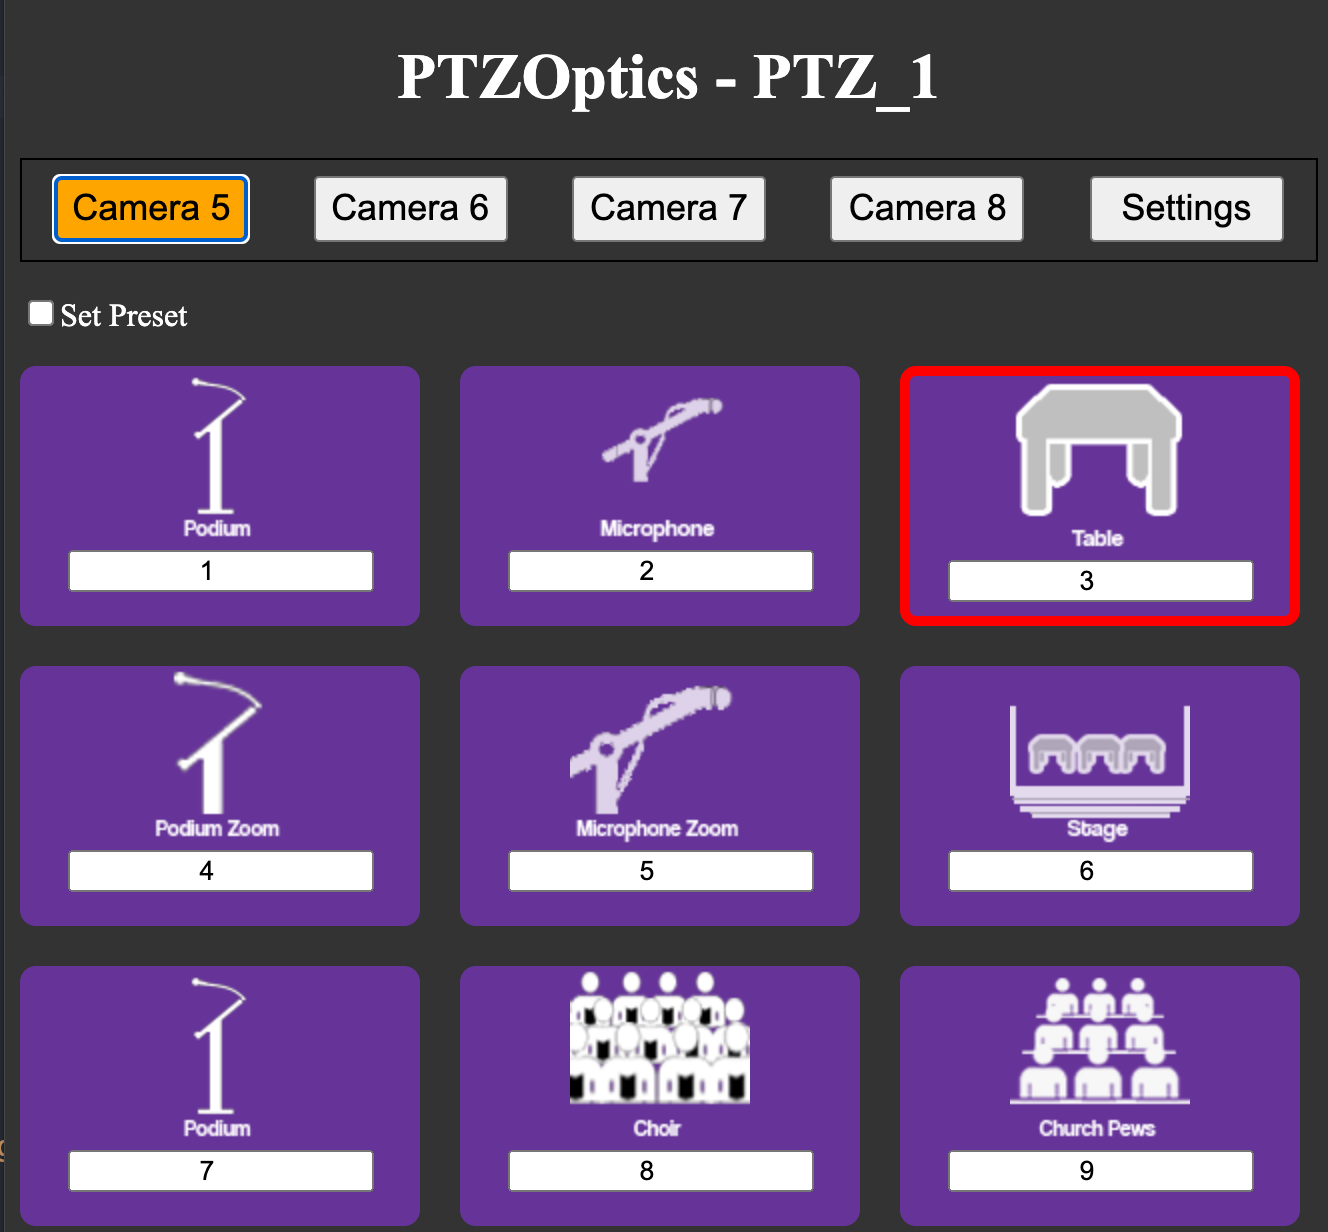 PTZOptics - PTZ_1
Camera 5 Camera 6 Camera 7 Camera 8 Settings
Set Preset
Podium Microphone Table
1 2 3
Podium Zoom Microphone Zoom Stage
4 5 6
Podium Choir Church Pews
7 8 9